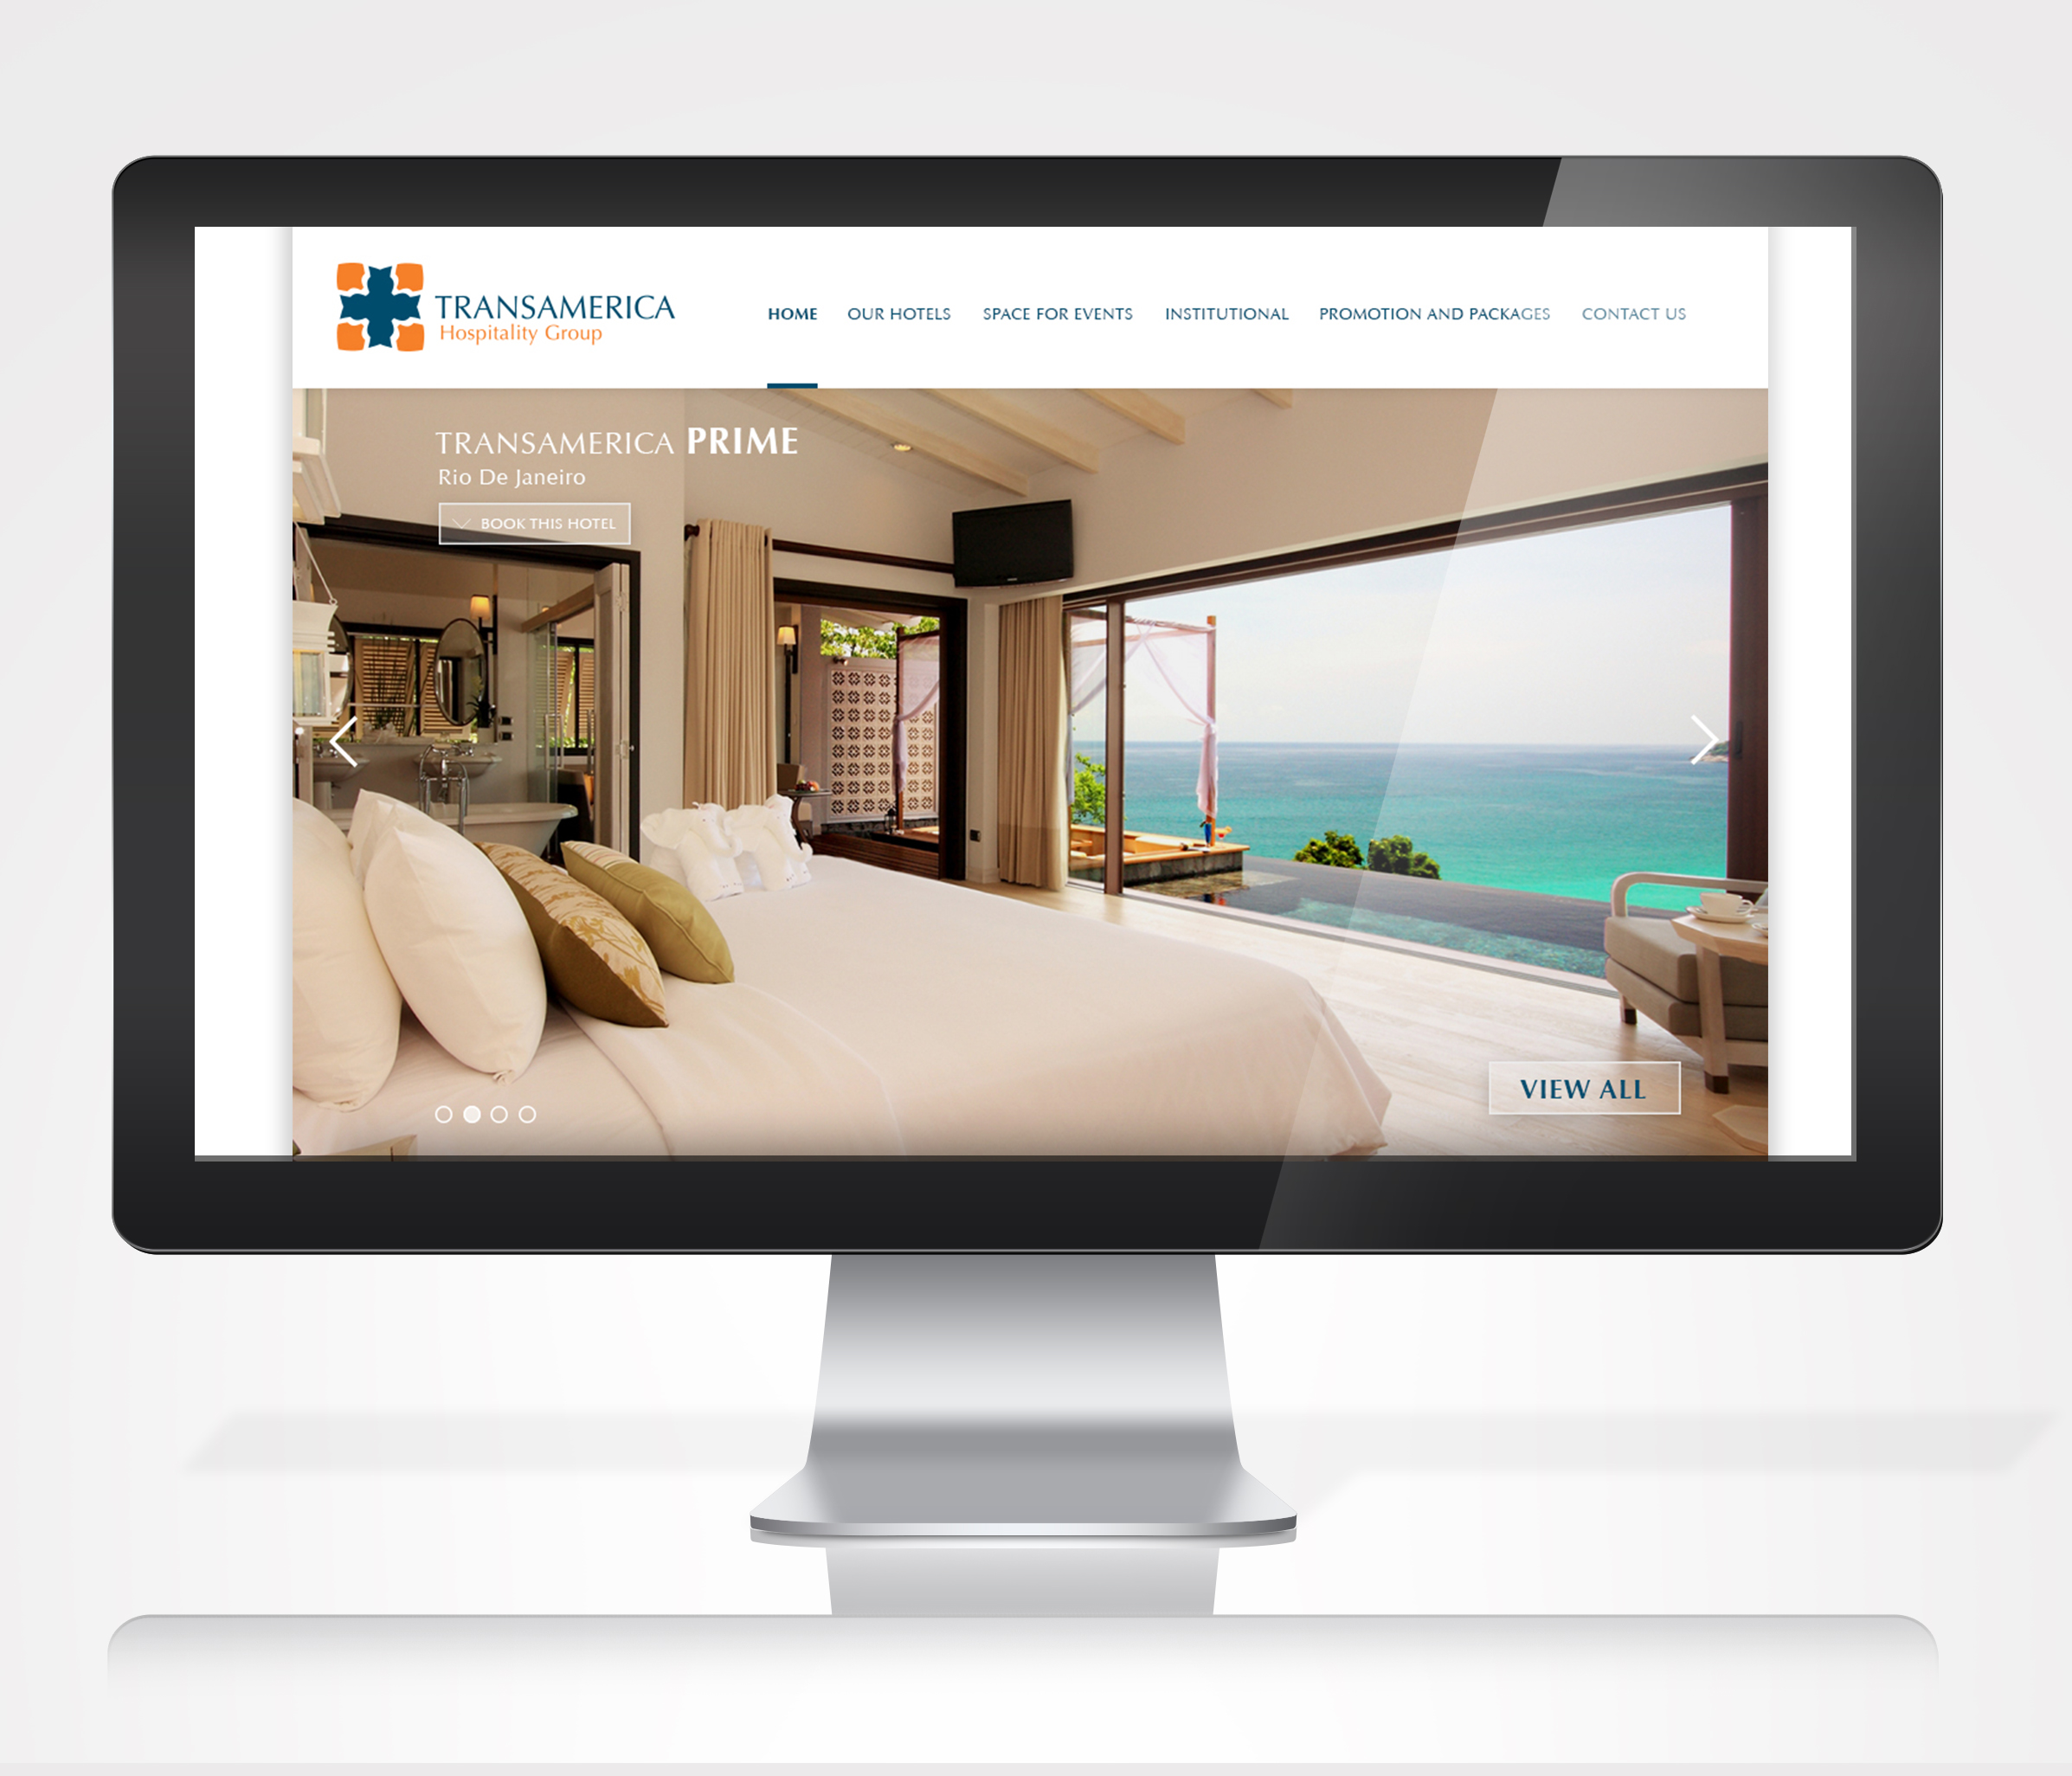 TRANSAMERICA
Hospitality Group
HOME OUR HOTELS SPACE FOR EVENTS INSTITUTIONAL PROMOTION AND PACKAGES CONTACT US
TRANSAMERICA PRIME
Rio De Janeiro
BOOK THIS HOTEL
VIEW ALL